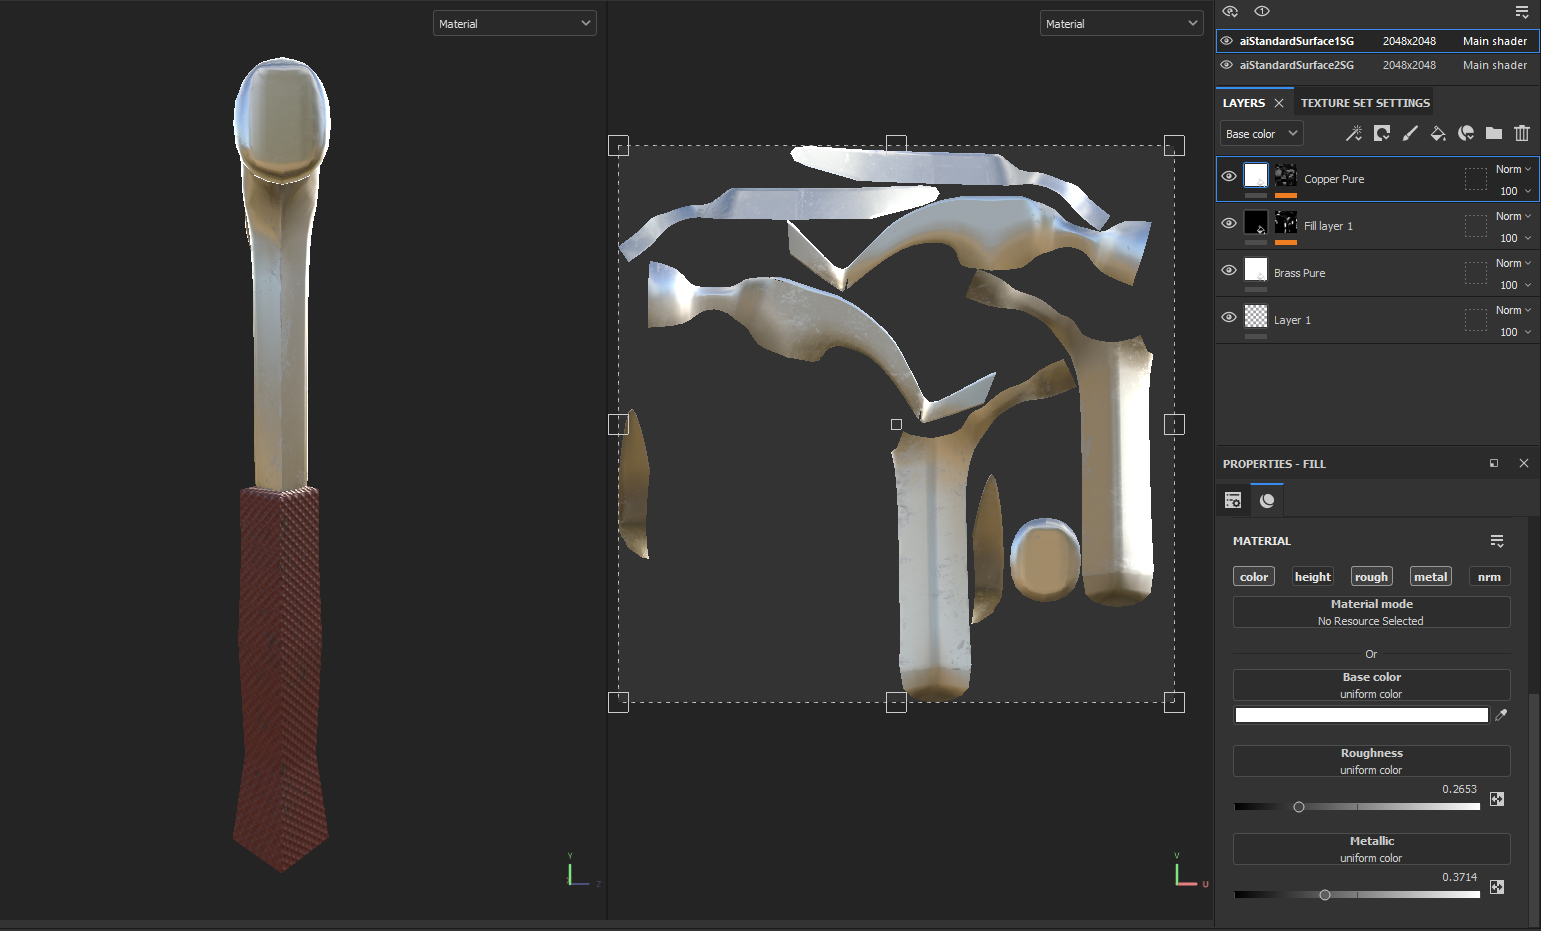 Material
Material
1
aiStandardSurface1SG 2048x2048 Main shader
aiStandardSurface2SG 2048x2048 Main shader
LAYERS TEXTURE SET SETTINGS
Base color
Copper Pure Norm
100
Fill layer 1 Norm
100
Brass Pure Norm
100
Layer 1 Norm
100
PROPERTIES - FILL
MATERIAL
color height rough metal nrm
Material mode
No Resource Selected
Or
Base color
uniform color
Roughness
uniform color
0.2653
Metallic
uniform color
0.3714
Y
Z
V
U